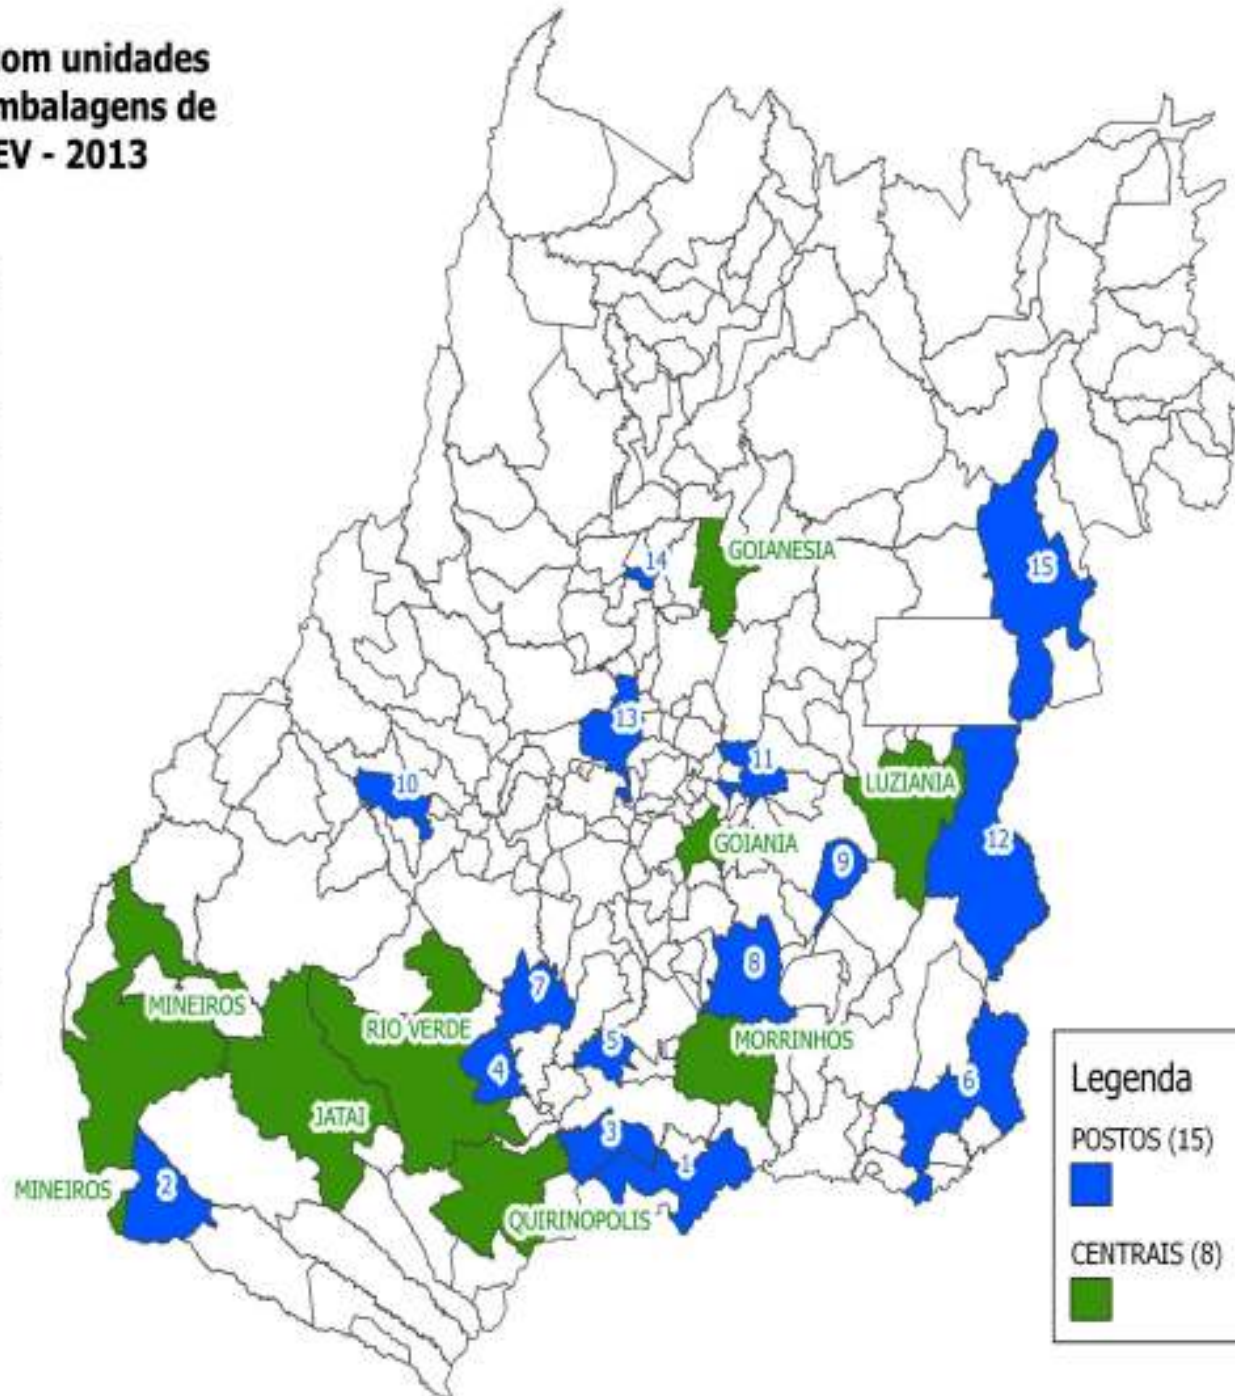 om unidades
mbalagens de
EV - 2013
14
GOIANESIA
15
13
11
10
LUZIANIA
GOIANIA
12
9
8
7
MINEIROS
RIO VERDE
5
MORRINHOS
4
6
JATAI
3
1
MINEIROS
2
QUIRINOPOLIS
Legenda
POSTOS (15)
CENTRAIS (8)